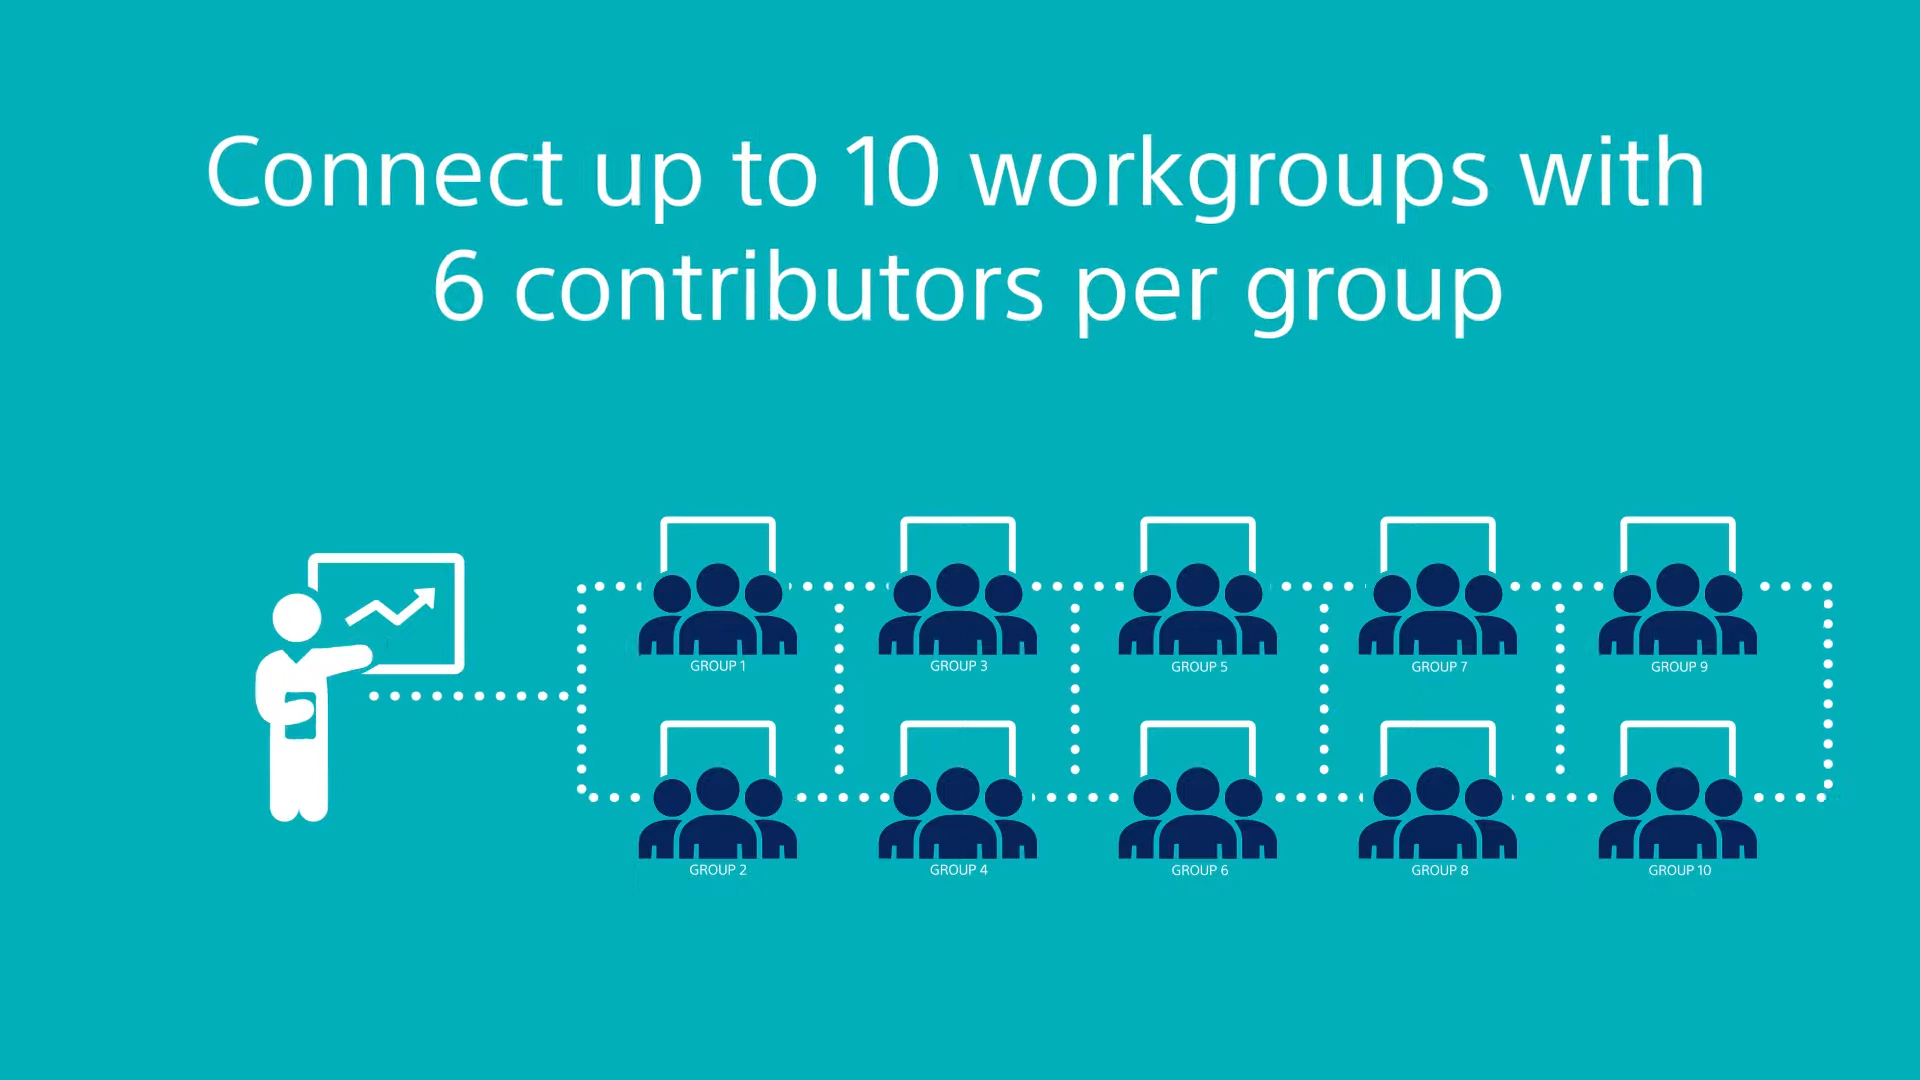 Connect up to 10 workgroups with
6 contributors per group
GROUP 1
GROUP 3
GROUP 5
GROUP 7
GROUP 9
GROUP 2
GROUP 4
GROUP 6
GROUP 8
GROUP 10